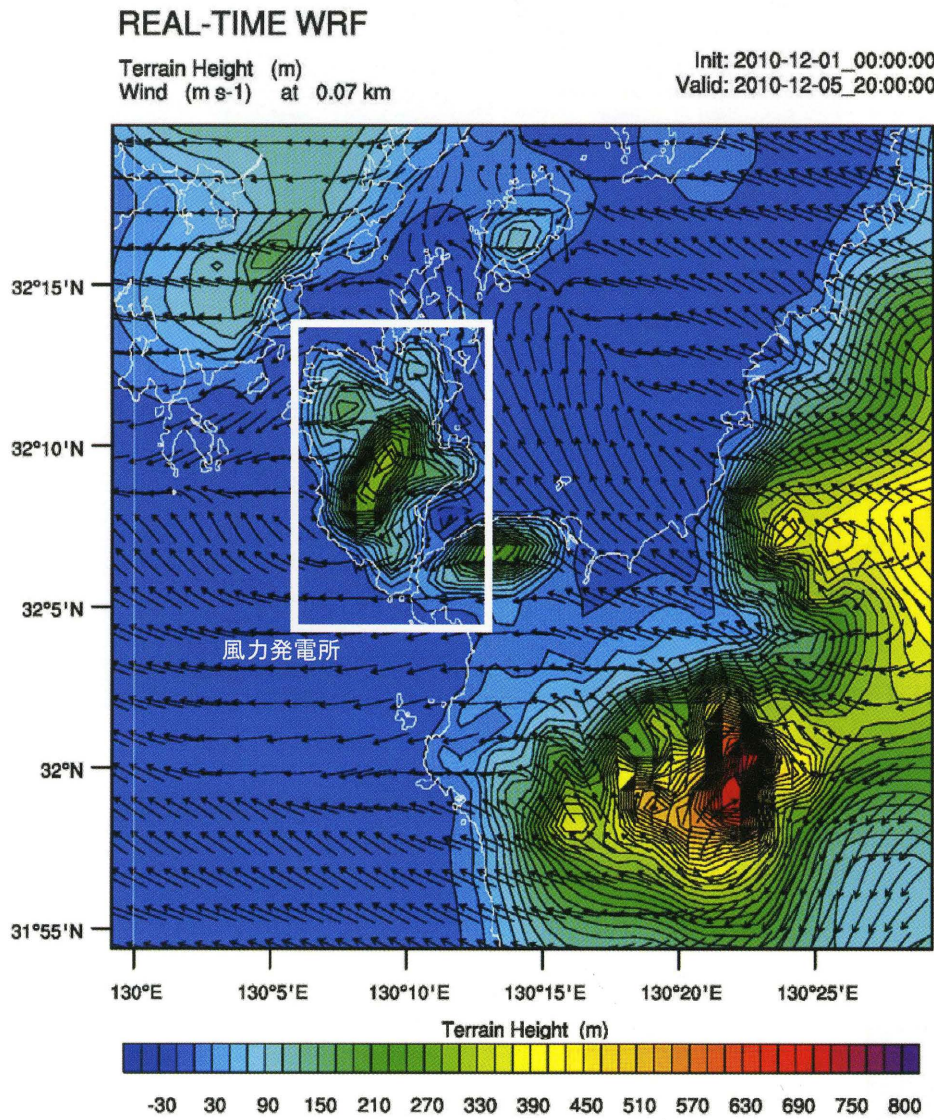 REAL-TIME WRF
Terrain Height (m)
Wind (m s-1) at 0.07 km
Init: 2010-12-01_00:00:00
Valid: 2010-12-05_20:00:00
32°15'N
32°10'N
32°5'N
風力発電所
32°N
31°55'N
130°E 130°5'E 130°10'E 130°15'E 130°20'E 130°25'E
Terrain Height (m)
-30 30 90 150 210 270 330 390 450 510 570 630 690 750 800